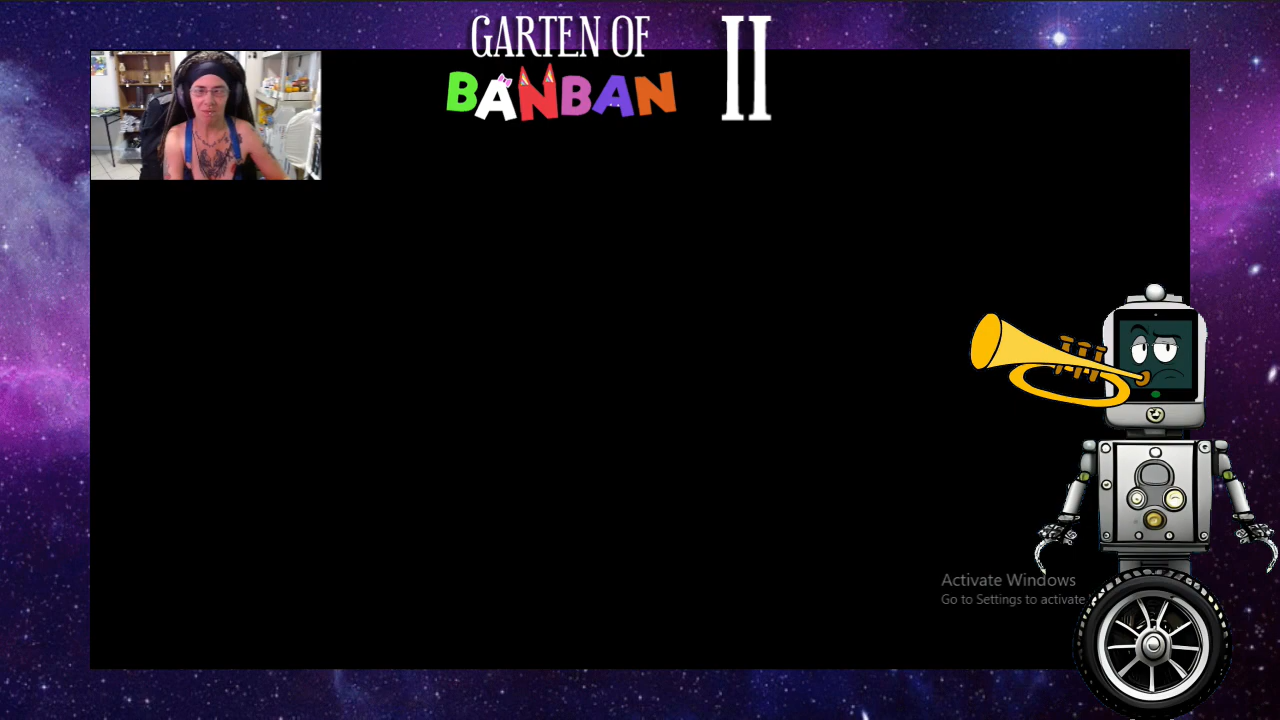 GARTEN OF
BANBAN
II
Activate Windows
Go to Settings to activate